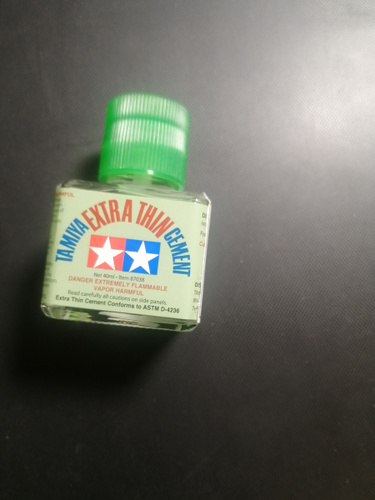 TAMIYA EXTRA THIN CEMENT
Net 40ml • Item 87038
DANGER EXTREMELY FLAMMABLE
VAPOR HARMFUL
Read carefully all cautions on side panels.
Extra Thin Cement Conforms to ASTM D-4236